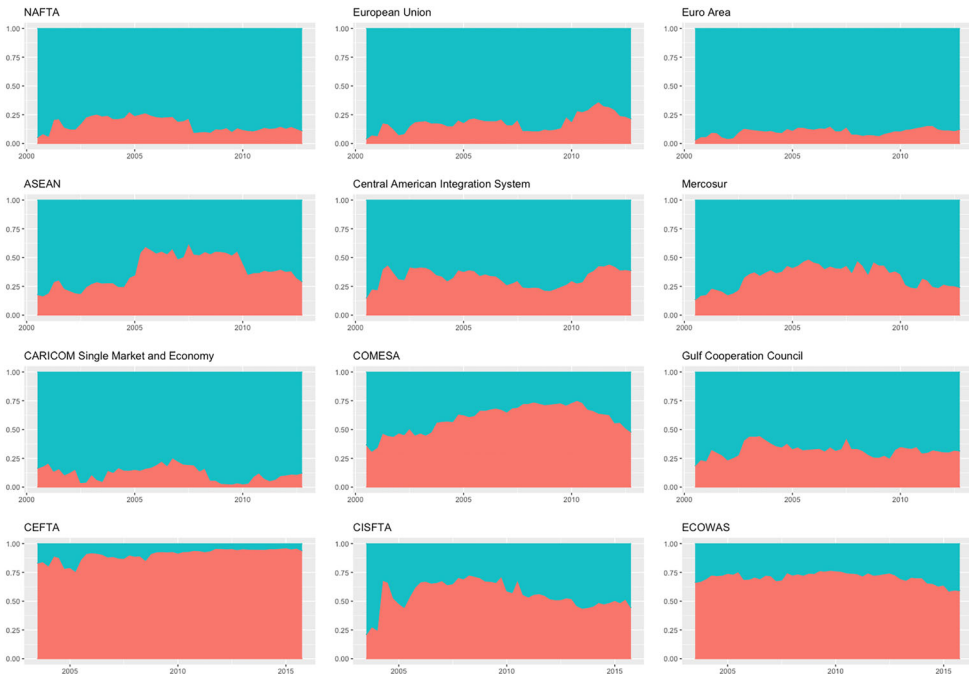 NAFTA European Union Euro Area
1.00 1.00 1.00
0.75 0.75 0.75
0.50 0.50 0.50
0.25 0.25 0.25
0.00 0.00 0.00
2000 2005 2010 2000 2005 2010 2000 2005 2010
ASEAN Central American Integration System Mercosur
1.00 1.00 1.00
0.75 0.75 0.75
0.50 0.50 0.50
0.25 0.25 0.25
0.00 0.00 0.00
2000 2005 2010 2000 2005 2010 2000 2005 2010
CARICOM Single Market and Economy COMESA Gulf Cooperation Council
1.00 1.00 1.00
0.75 0.75 0.75
0.50 0.50 0.50
0.25 0.25 0.25
0.00 0.00 0.00
2000 2005 2010 2000 2005 2010 2000 2005 2010
CEFTA CISFTA ECOWAS
1.00 1.00 1.00
0.75 0.75 0.75
0.50 0.50 0.50
0.25 0.25 0.25
0.00 0.00 0.00
2005 2010 2015 2005 2010 2015 2005 2010 2015